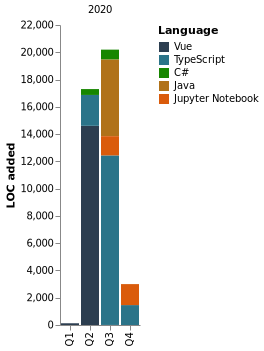 2020
Language
Vue
TypeScript
C#
Java
Jupyter Notebook
LOC added
22,000
20,000
18,000
16,000
14,000
12,000
10,000
8,000
6,000
4,000
2,000
0
Q1
Q2
Q3
Q4